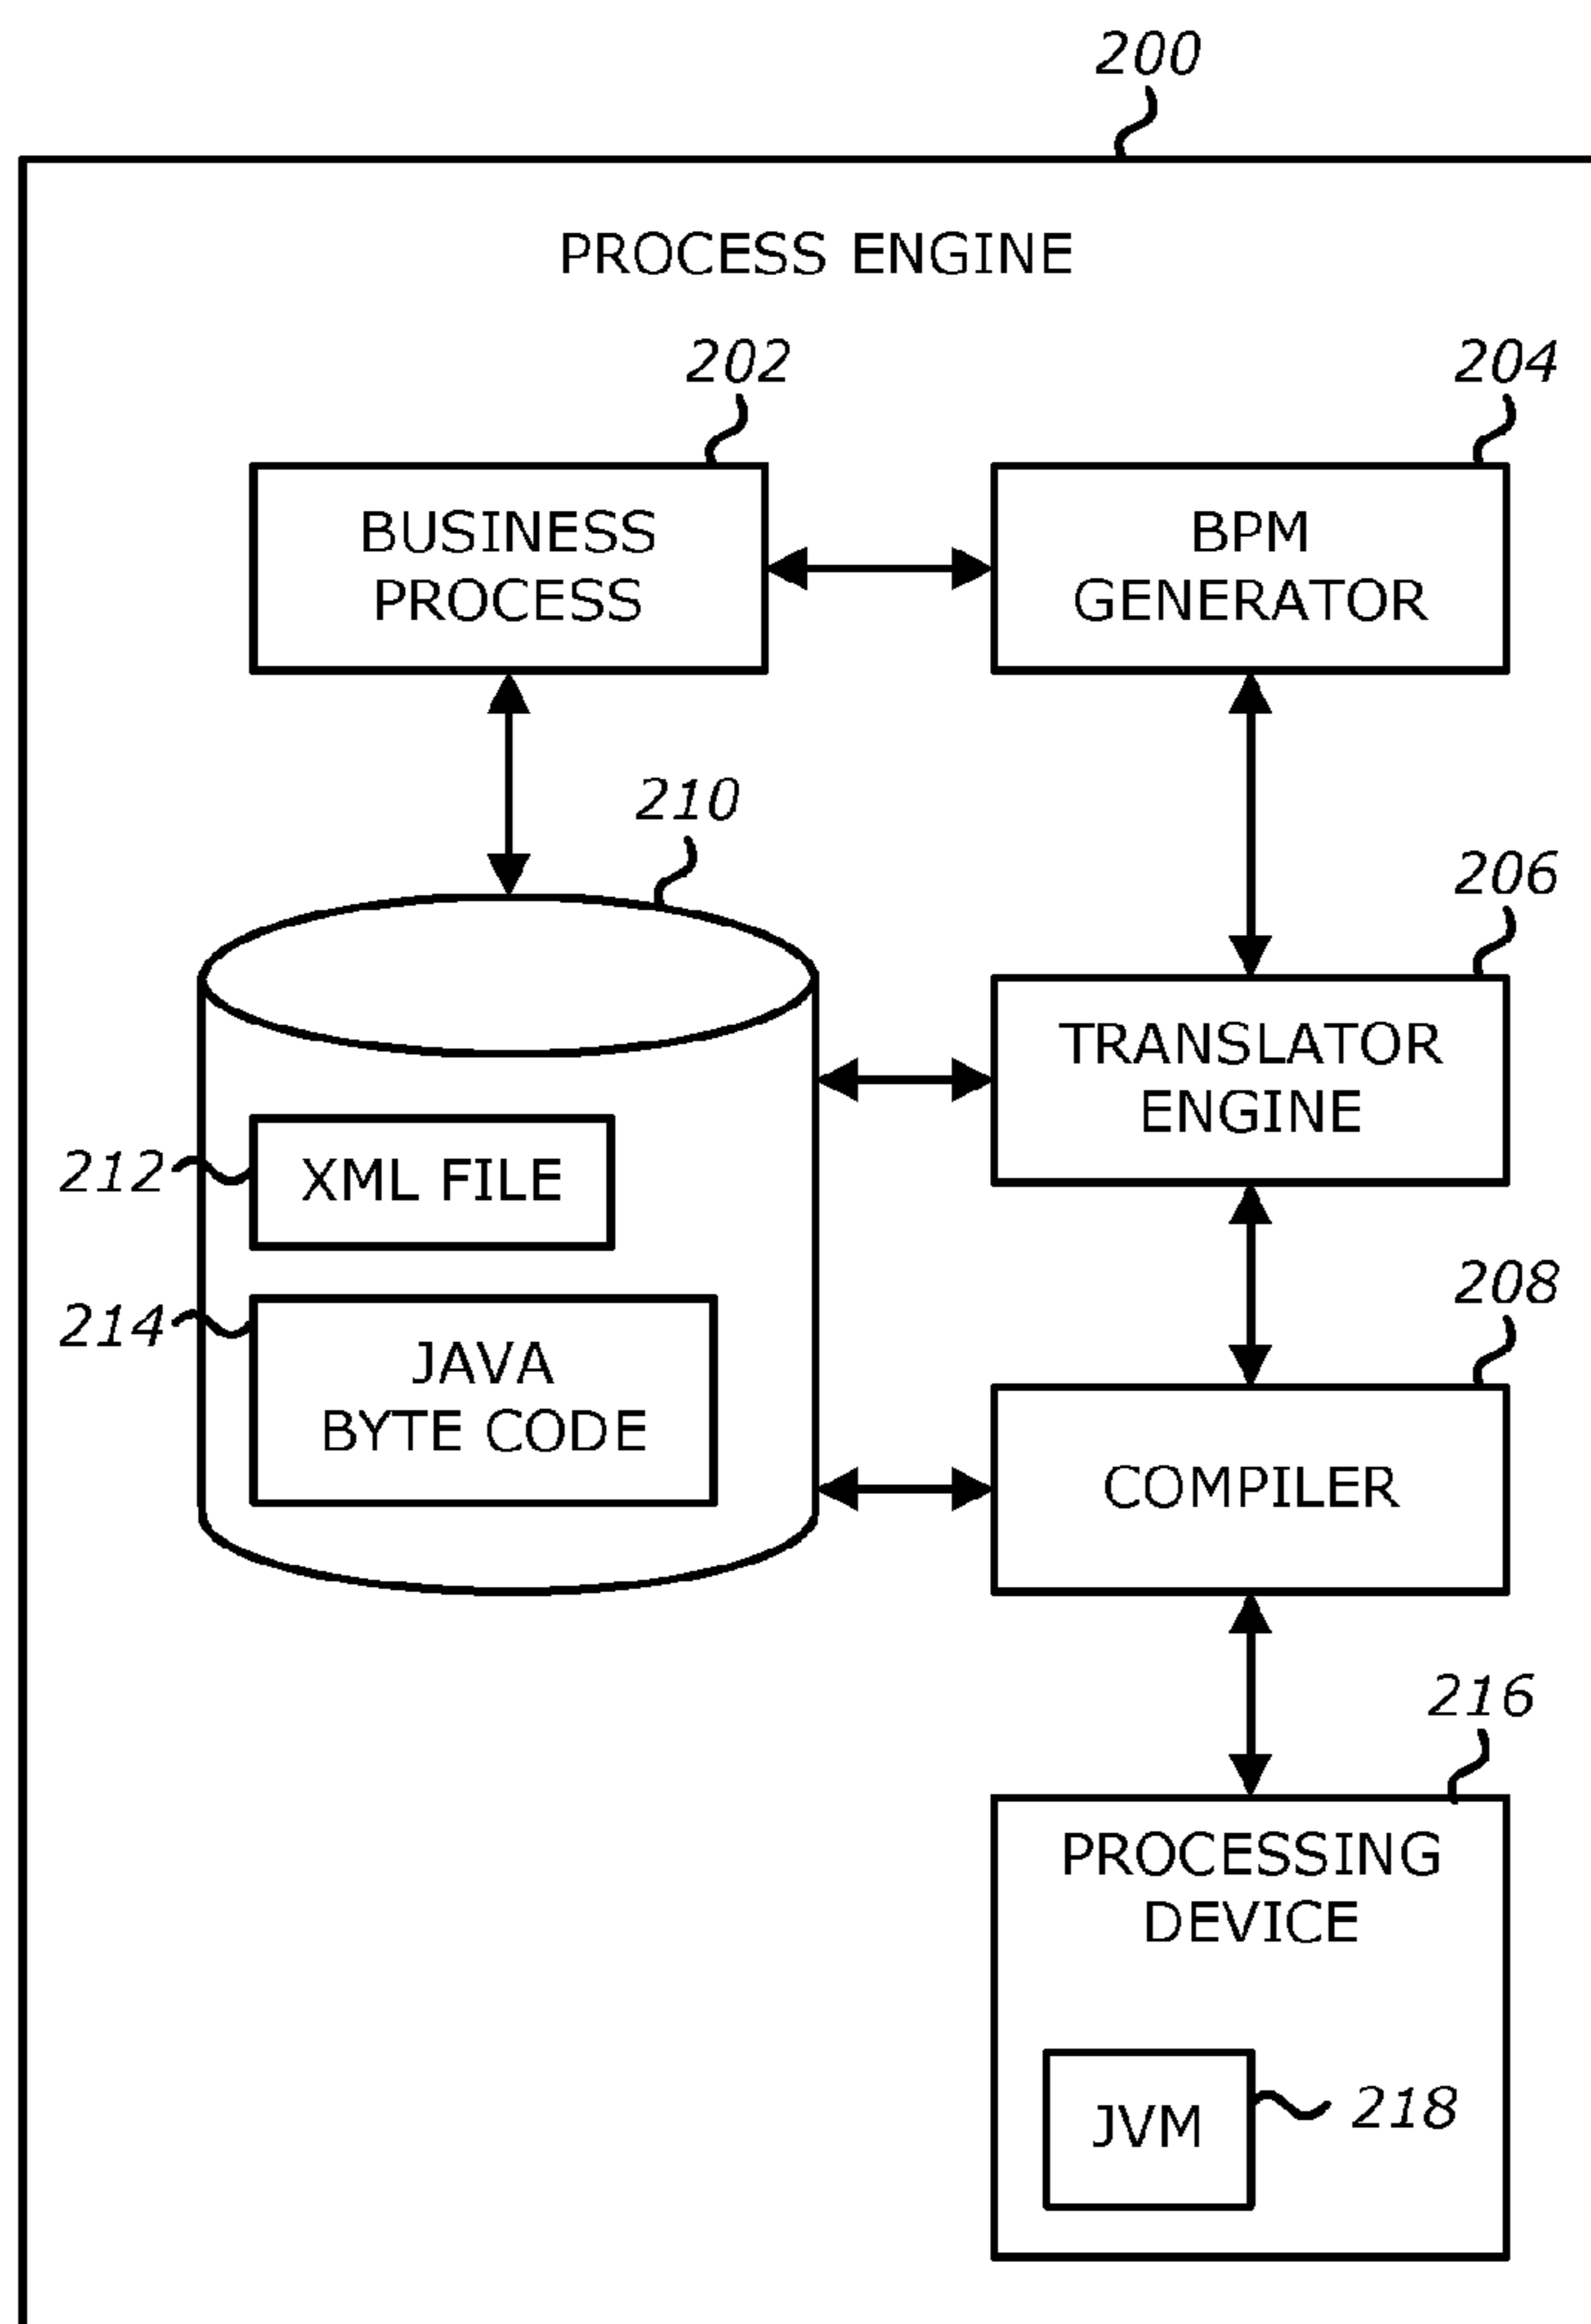 200
PROCESS ENGINE
202
204
BUSINESS
PROCESS
BPM
GENERATOR
210
206
TRANSLATOR
ENGINE
212
XML FILE
208
214
JAVA
BYTE CODE
COMPILER
216
PROCESSING
DEVICE
JVM
218